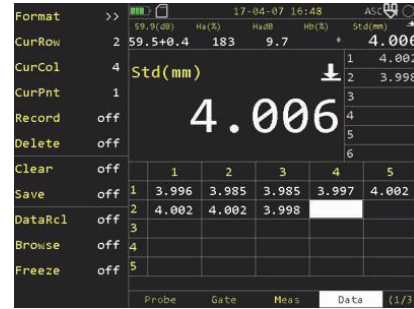 Format >>
CurRow 2
CurCol 4
CurPnt 1
Record off
Delete off
Clear off
Save off
DataRcl off
Browse off
Freeze off
17-04-07 16:48 ASC
59.9(dB) Ha(%) HadB Hb(%) Std(mm)
59.5+0.4 183 9.7 * 4.006
Std(mm)
4.006
1 4.002
2 3.998
3
4
5
6
1 2 3 4 5
1 3.996 3.985 3.985 3.997 4.002
2 4.002 4.002 3.998
3
4
5
Probe Gate Meas Data (1/3